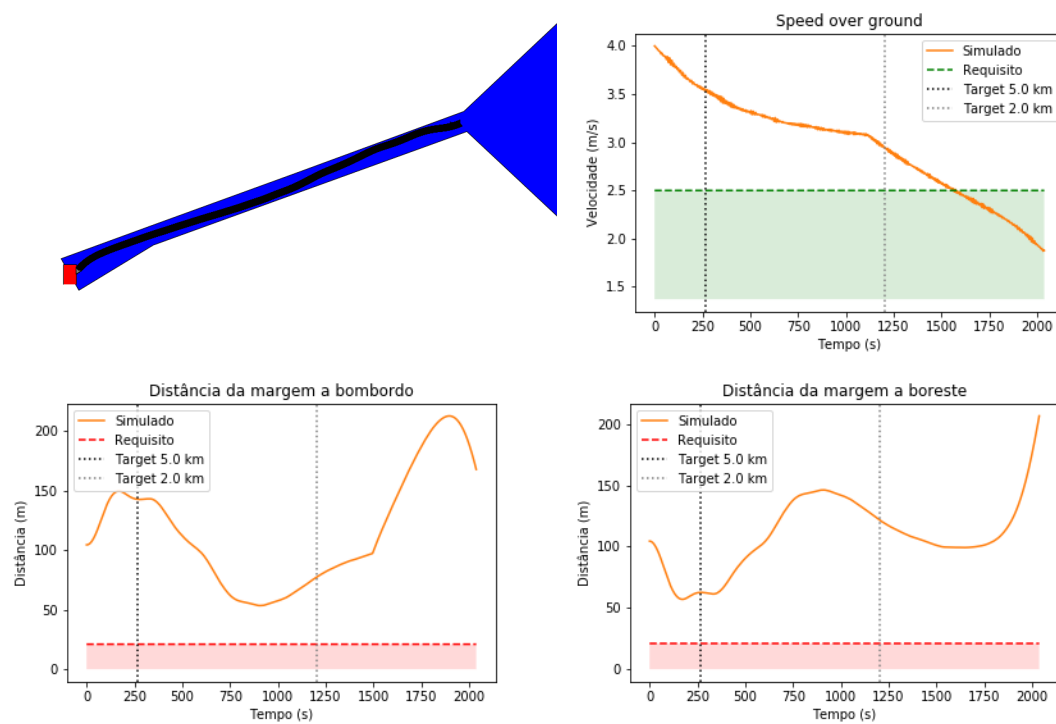 Speed over ground
4.0
3.5
3.0
2.5
2.0
1.5
Velocidade (m/s)
Simulado
Requisito
Target 5.0 km
Target 2.0 km
0
250
500
750
1000
1250
1500
1750
2000
Tempo (s)
Distância da margem a bombordo
200
150
100
50
0
Distância (m)
Simulado
Requisito
Target 5.0 km
Target 2.0 km
0
250
500
750
1000
1250
1500
1750
2000
Tempo (s)
Distância da margem a boreste
200
150
100
50
0
Distância (m)
Simulado
Requisito
Target 5.0 km
Target 2.0 km
0
250
500
750
1000
1250
1500
1750
2000
Tempo (s)